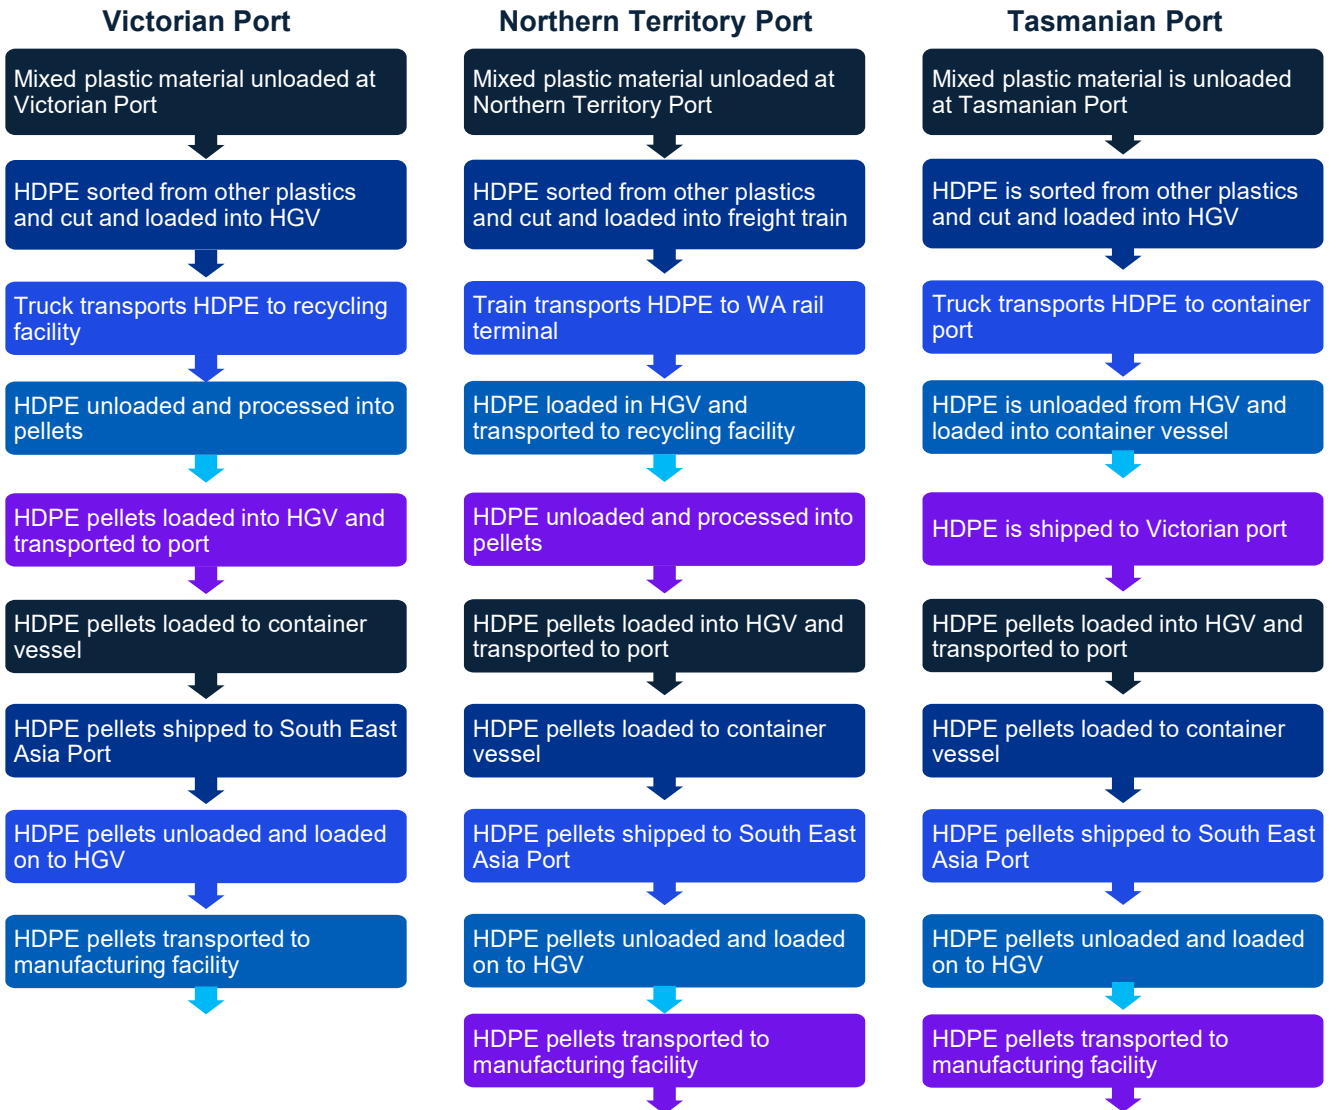 Victorian Port
Mixed plastic material unloaded at
Victorian Port
HDPE sorted from other plastics
and cut and loaded into HGV
Truck transports HDPE to recycling
facility
HDPE unloaded and processed into
pellets
HDPE pellets loaded into HGV and
transported to port
HDPE pellets loaded to container
vessel
HDPE pellets shipped to South East
Asia Port
HDPE pellets unloaded and loaded
on to HGV
HDPE pellets transported to
manufacturing facility
Northern Territory Port
Mixed plastic material unloaded at
Northern Territory Port
HDPE sorted from other plastics
and cut and loaded into freight train
Train transports HDPE to WA rail
terminal
HDPE loaded in HGV and
transported to recycling facility
HDPE unloaded and processed into
pellets
HDPE pellets loaded into HGV and
transported to port
HDPE pellets loaded to container
vessel
HDPE pellets shipped to South East
Asia Port
HDPE pellets unloaded and loaded
on to HGV
HDPE pellets transported to
manufacturing facility
Tasmanian Port
Mixed plastic material is unloaded
at Tasmanian Port
HDPE is sorted from other plastics
and cut and loaded into HGV
Truck transports HDPE to container
port
HDPE is unloaded from HGV and
loaded into container vessel
HDPE is shipped to Victorian port
HDPE pellets loaded into HGV and
transported to port
HDPE pellets loaded to container
vessel
HDPE pellets shipped to South East
Asia Port
HDPE pellets unloaded and loaded
on to HGV
HDPE pellets transported to
manufacturing facility